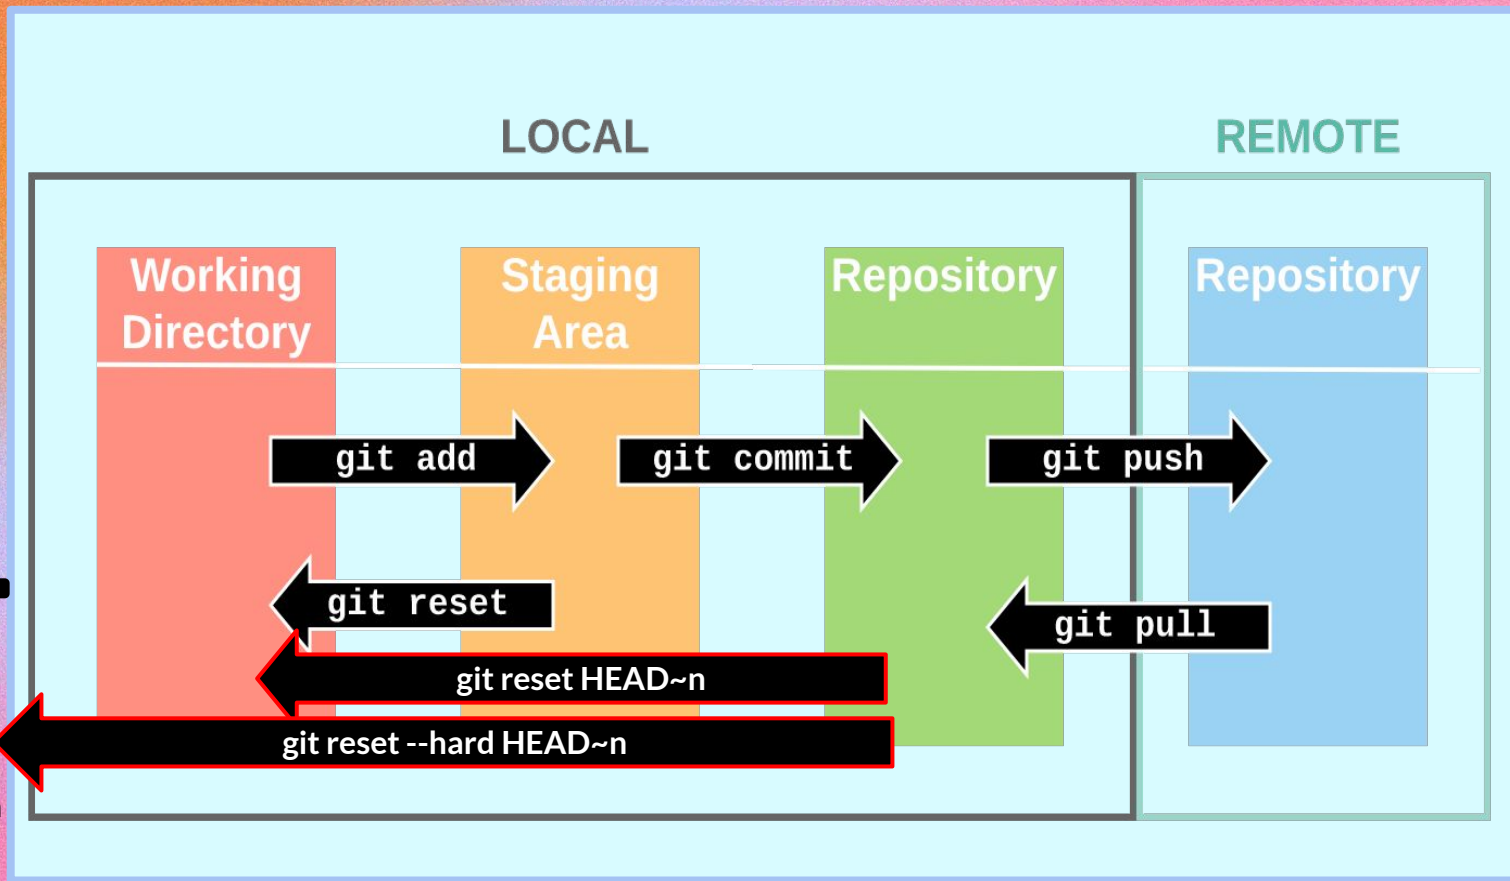 LOCAL
REMOTE
Working
Directory
Staging
Area
Repository
Repository
git add
git commit
git push
git reset
git pull
git reset HEAD~n
git reset --hard HEAD~n